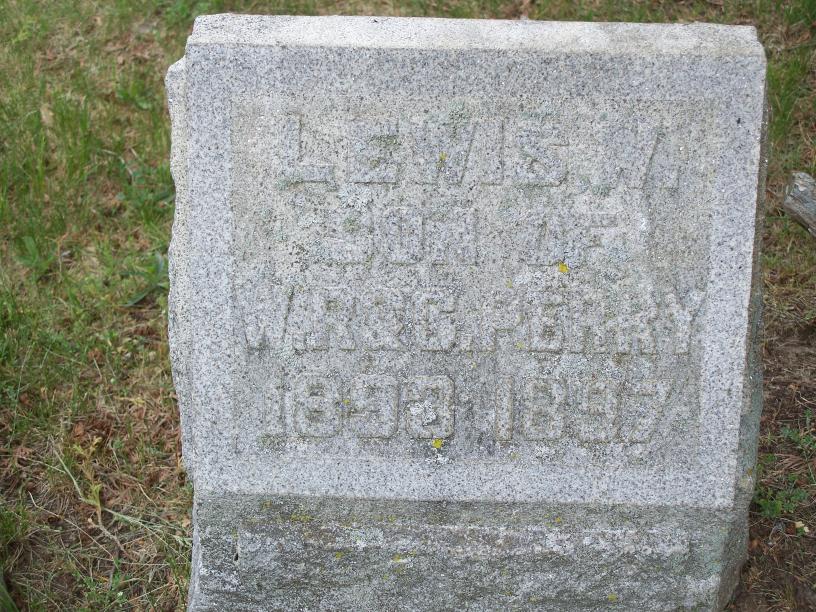 LEWIS.W.
SON OF
W.R&C.PERRY
1893 1897